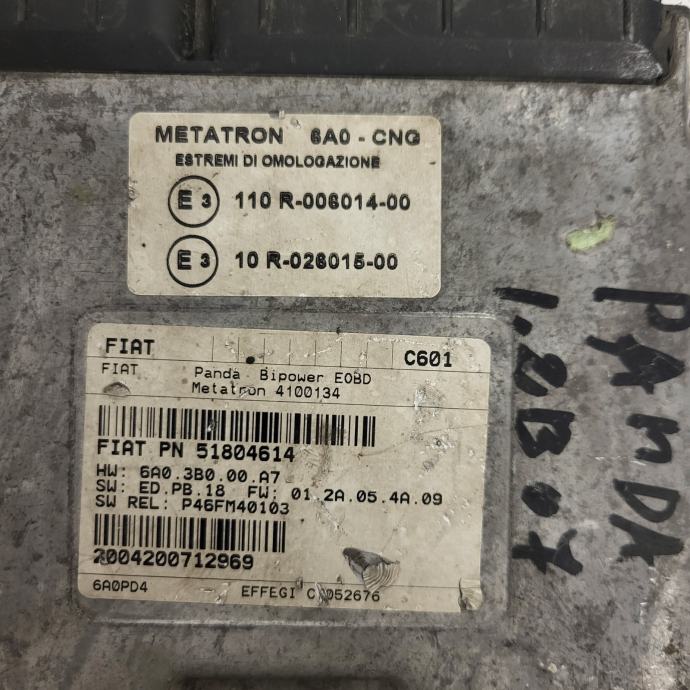 METATRON 6A0 - CNG
ESTREMI DI OMOLOGAZIONE
E 3 110 R-006014-00
E 3 10 R-026015-00
FIAT C601
FIAT Panda Bipower EOBD
Metatron 4100134
FIAT PN 51804614
HW: 6A0.3B0.00.A7
SW: ED.PB.18 FW: 01.2A.05.4A.09
SW REL: P46FM40103
2004200712969
6A0PD4 EFFEGI C 052676
PANDA
1.2B 07